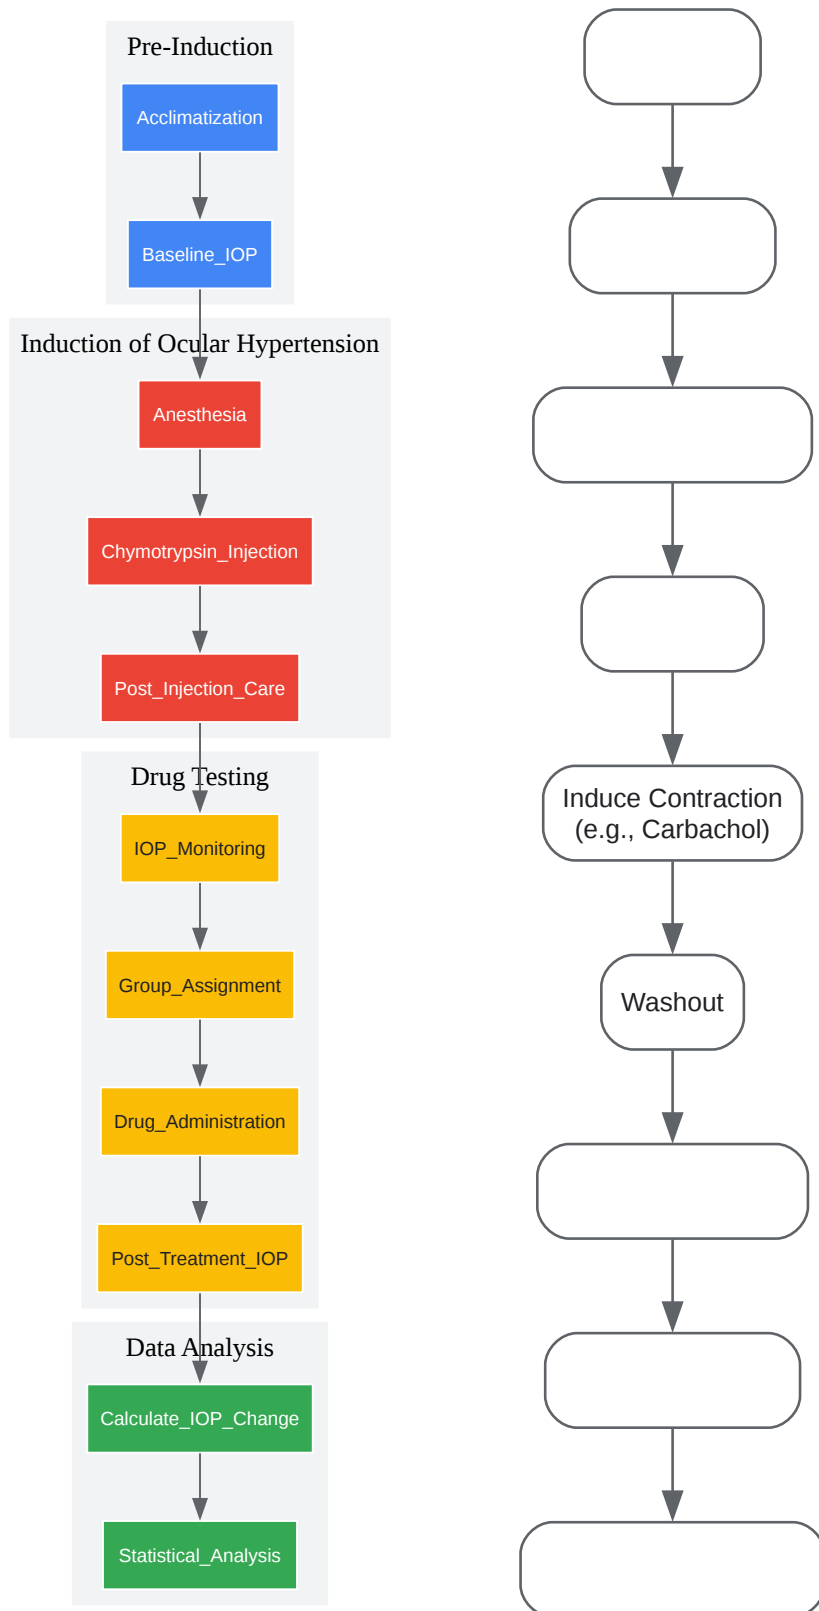 Pre-Induction
Acclimatization
Baseline_IOP
Induction of Ocular Hypertension
Anesthesia
Chymotrypsin_Injection
Post_Injection_Care
Drug Testing
IOP_Monitoring
Group_Assignment
Drug_Administration
Post_Treatment_IOP
Data Analysis
Calculate_IOP_Change
Statistical_Analysis
Induce Contraction
(e.g., Carbachol)
Washout